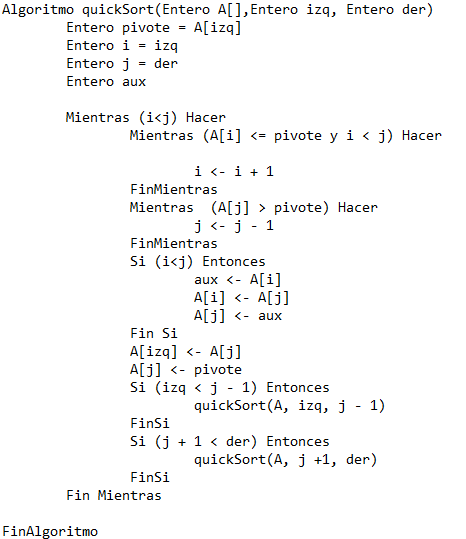 Algoritmo quickSort(Entero A[],Entero izq, Entero der)
Entero pivote = A[izq]
Entero i = izq
Entero j = der
Entero aux
Mientras (i<j) Hacer
Mientras (A[i] <= pivote y i < j) Hacer
i <- i + 1
FinMientras
Mientras  (A[j] > pivote) Hacer
j <- j - 1
FinMientras
Si (i<j) Entonces
aux <- A[i]
A[i] <- A[j]
A[j] <- aux
Fin Si
A[izq] <- A[j]
A[j] <- pivote
Si (izq < j - 1) Entonces
quickSort(A, izq, j - 1)
FinSi
Si (j + 1 < der) Entonces
quickSort(A, j +1, der)
FinSi
Fin Mientras
FinAlgoritmo